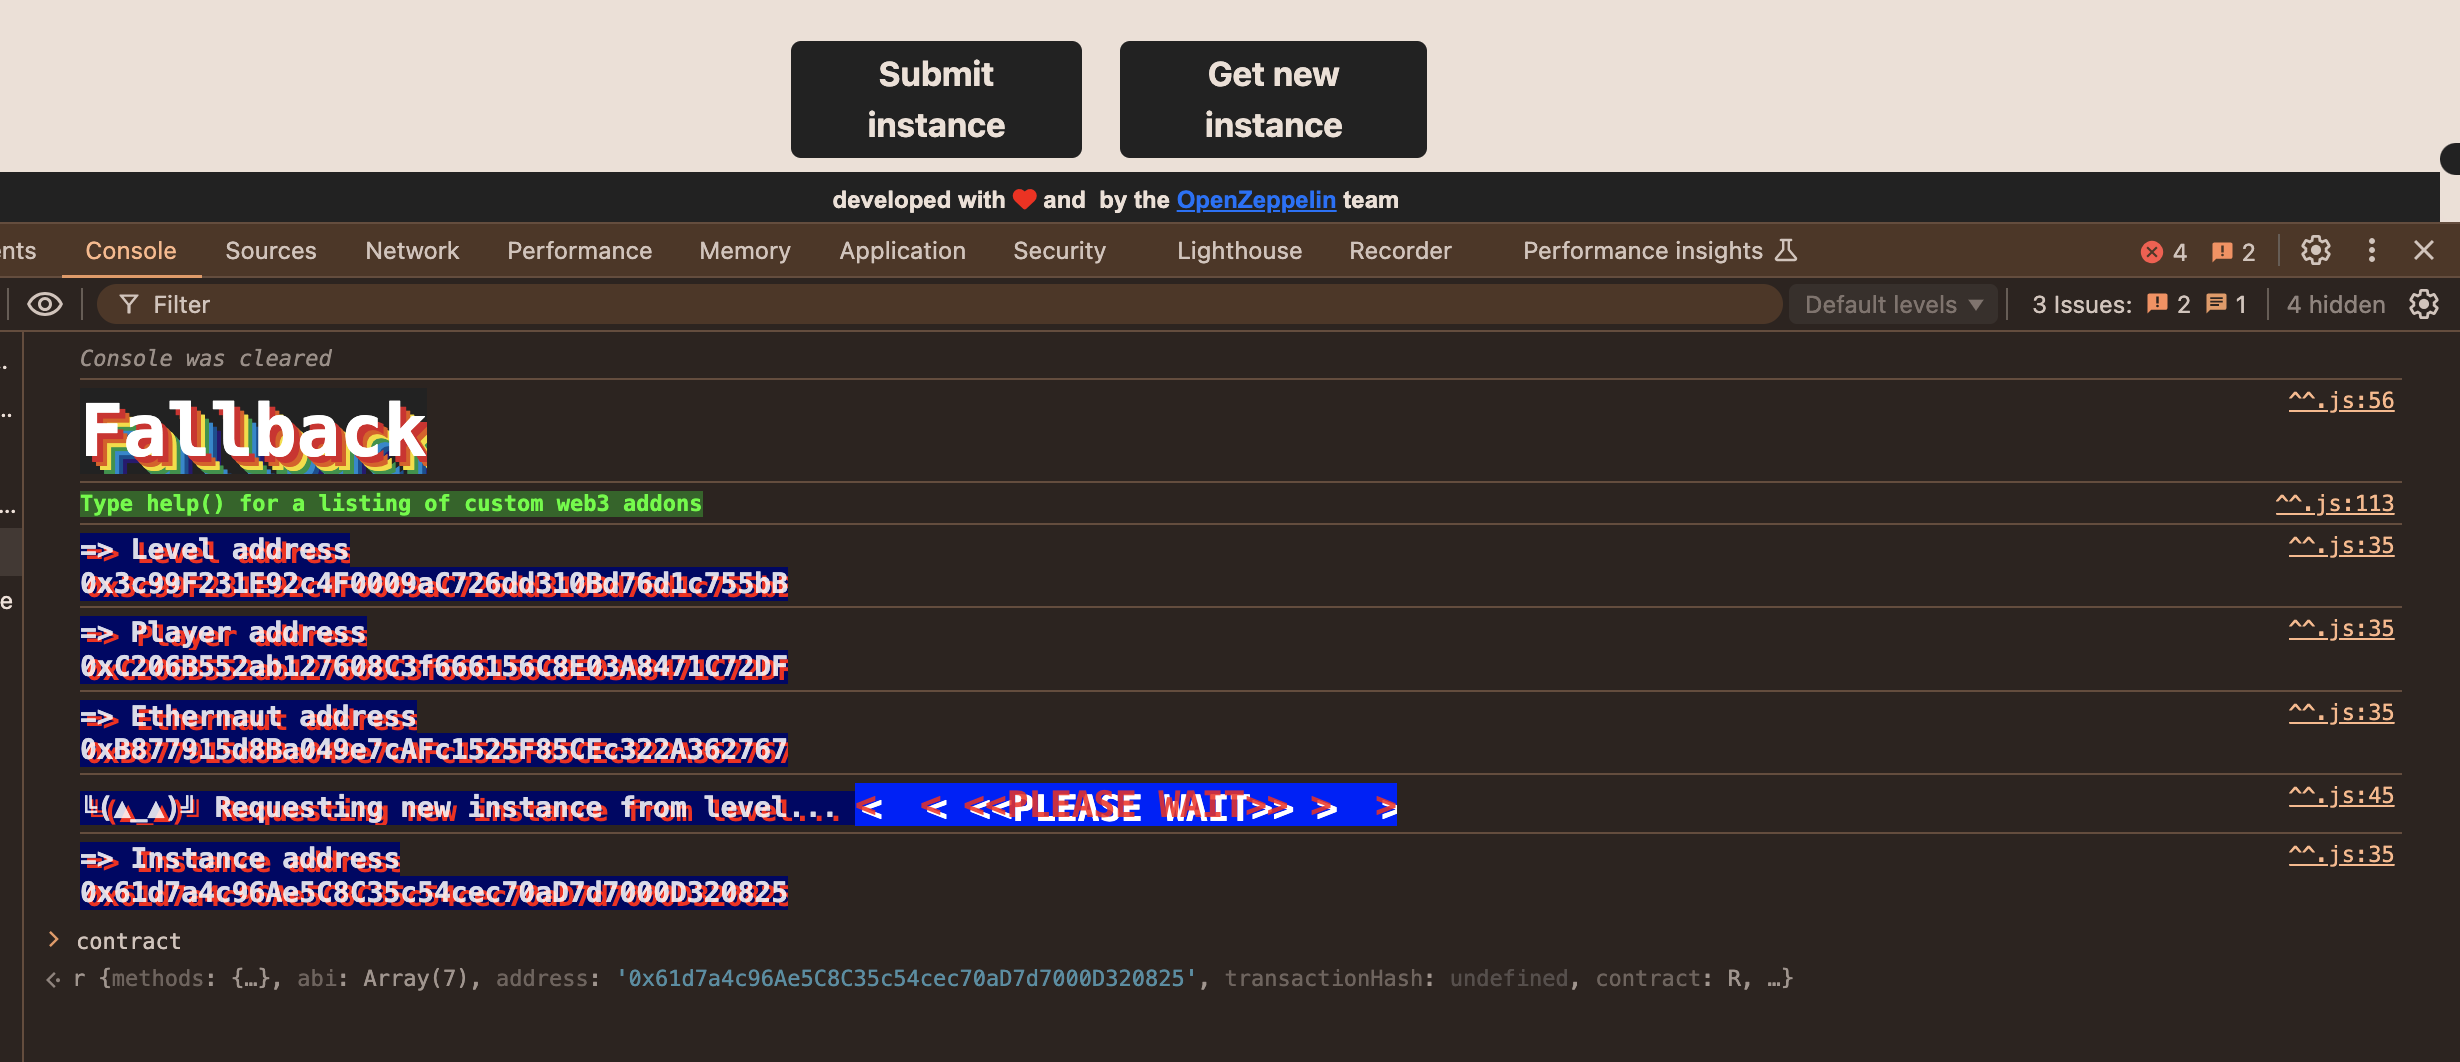 Submit
instance
Get new
instance
developed with ❤ and by the OpenZeppelin team
nts Console Sources Network Performance Memory Application Security Lighthouse Recorder Performance insights 4 2
Filter Default levels ▼ 3 Issues: 2 1 4 hidden
Console was cleared
Fallback ^^.js:56
Type help() for a listing of custom web3 addons ^^.js:113
=> Level address ^^.js:35
0x3c99F231E92c4F0009aC726dd310Bd76d1c755bB
=> Player address ^^.js:35
0xC206B552ab127608C3f666156C8E03A8471C72DF
=> Ethernaut address ^^.js:35
0xB877915d8Ba049e7cAFc1525F85CEc322A362767
╚(▲_▲)╝ Requesting new instance from level... < < <<PLEASE WAIT>> > > ^^.js:45
=> Instance address ^^.js:35
0x61d7a4c96Ae5C8C35c54cec70aD7d7000D320825
> contract
r {methods: {…}, abi: Array(7), address: '0x61d7a4c96Ae5C8C35c54cec70aD7d7000D320825', transactionHash: undefined, contract: R, …}